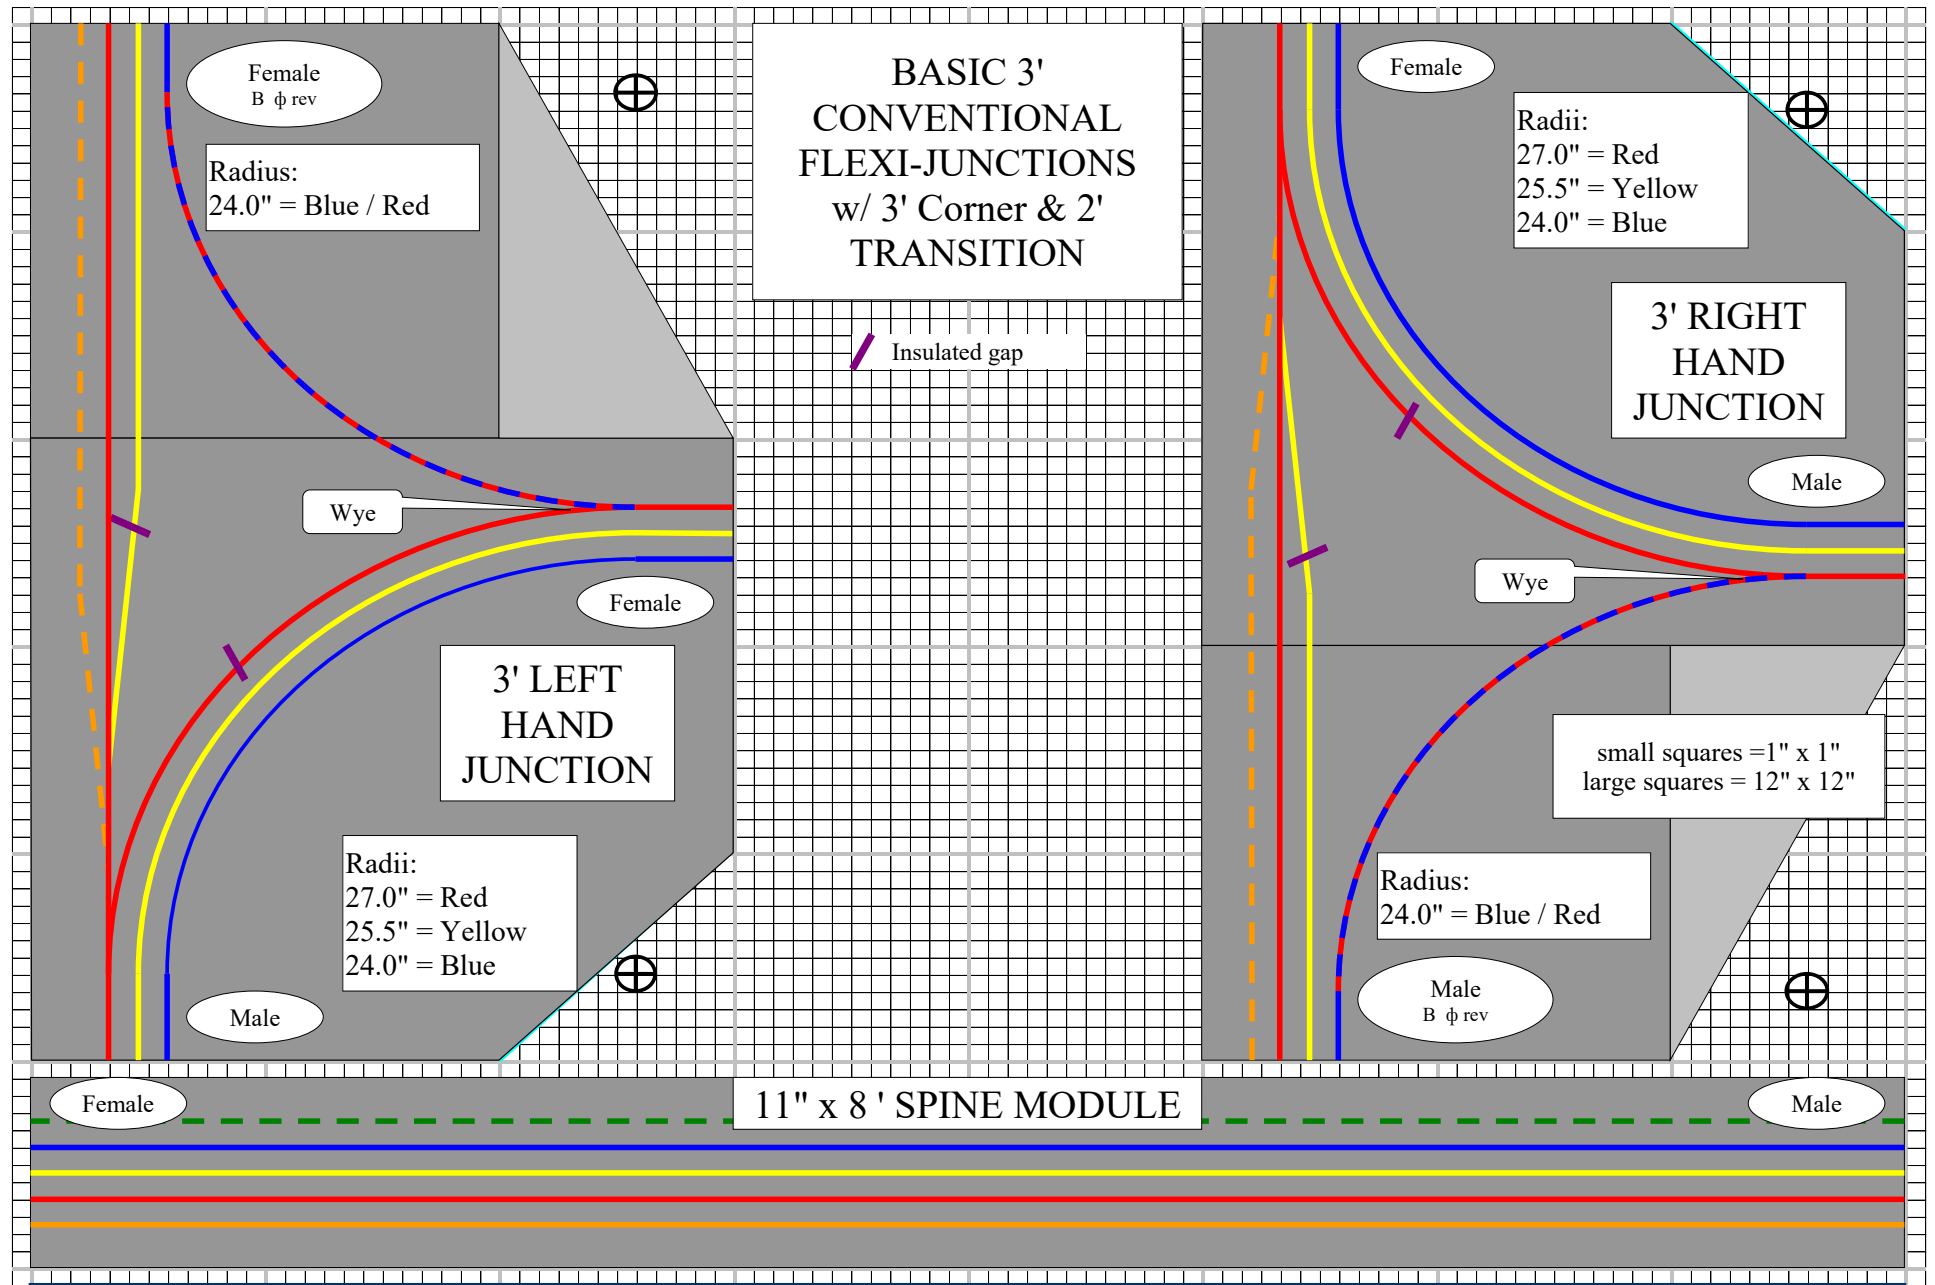 Female
B ϕ rev
Radius:
24.0" = Blue / Red
BASIC 3'
CONVENTIONAL
FLEXI-JUNCTIONS
w/ 3' Corner & 2'
TRANSITION
Insulated gap
Female
Radii:
27.0" = Red
25.5" = Yellow
24.0" = Blue
3' RIGHT
HAND
JUNCTION
Male
Wye
Female
3' LEFT
HAND
JUNCTION
Radii:
27.0" = Red
25.5" = Yellow
24.0" = Blue
Male
Wye
small squares =1" x 1"
large squares = 12" x 12"
Radius:
24.0" = Blue / Red
Male
B ϕ rev
Female
11" x 8 ' SPINE MODULE
Male